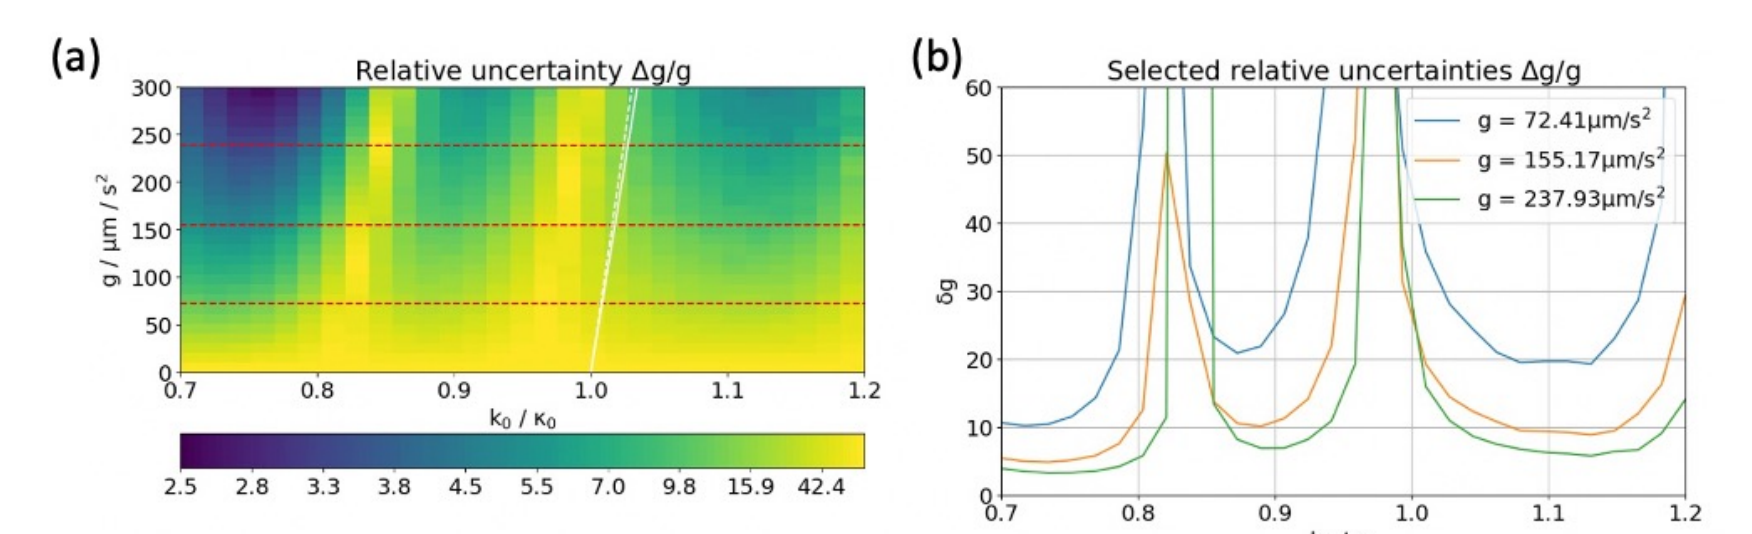 (a)
Relative uncertainty Δg/g
300
250
200
150
100
50
0
g / μm / s²
0.7 0.8 0.9 1.0 1.1 1.2
k₀ / κ₀
2.5 2.8 3.3 3.8 4.5 5.5 7.0 9.8 15.9 42.4
(b)
Selected relative uncertainties Δg/g
60
50
40
30
20
10
0
δg
g = 72.41μm/s²
g = 155.17μm/s²
g = 237.93μm/s²
0.7 0.8 0.9 1.0 1.1 1.2